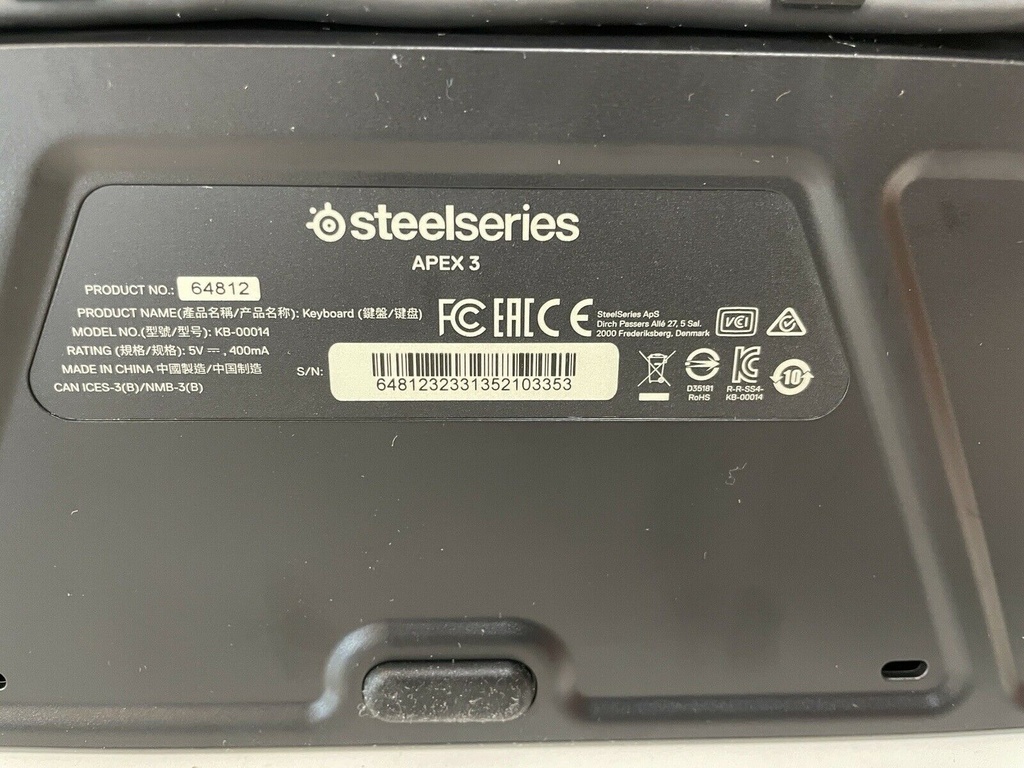 steelseries
APEX 3
PRODUCT NO.: 64812
PRODUCT NAME(產品名稱/产品名称): Keyboard (鍵盤/键盘)
MODEL NO.(型號/型号): KB-00014
RATING (規格/规格): 5V ⎓, 400mA
MADE IN CHINA 中國製造/中国制造
CAN ICES-3(B)/NMB-3(B)
S/N: 6481232331352103353
FC EAC CE
SteelSeries ApS
Dirch Passers Allé 27, 5 Sal.
2000 Frederiksberg, Denmark
VCI
D35181
RoHS
R-R-SS4-
KB-00014
10